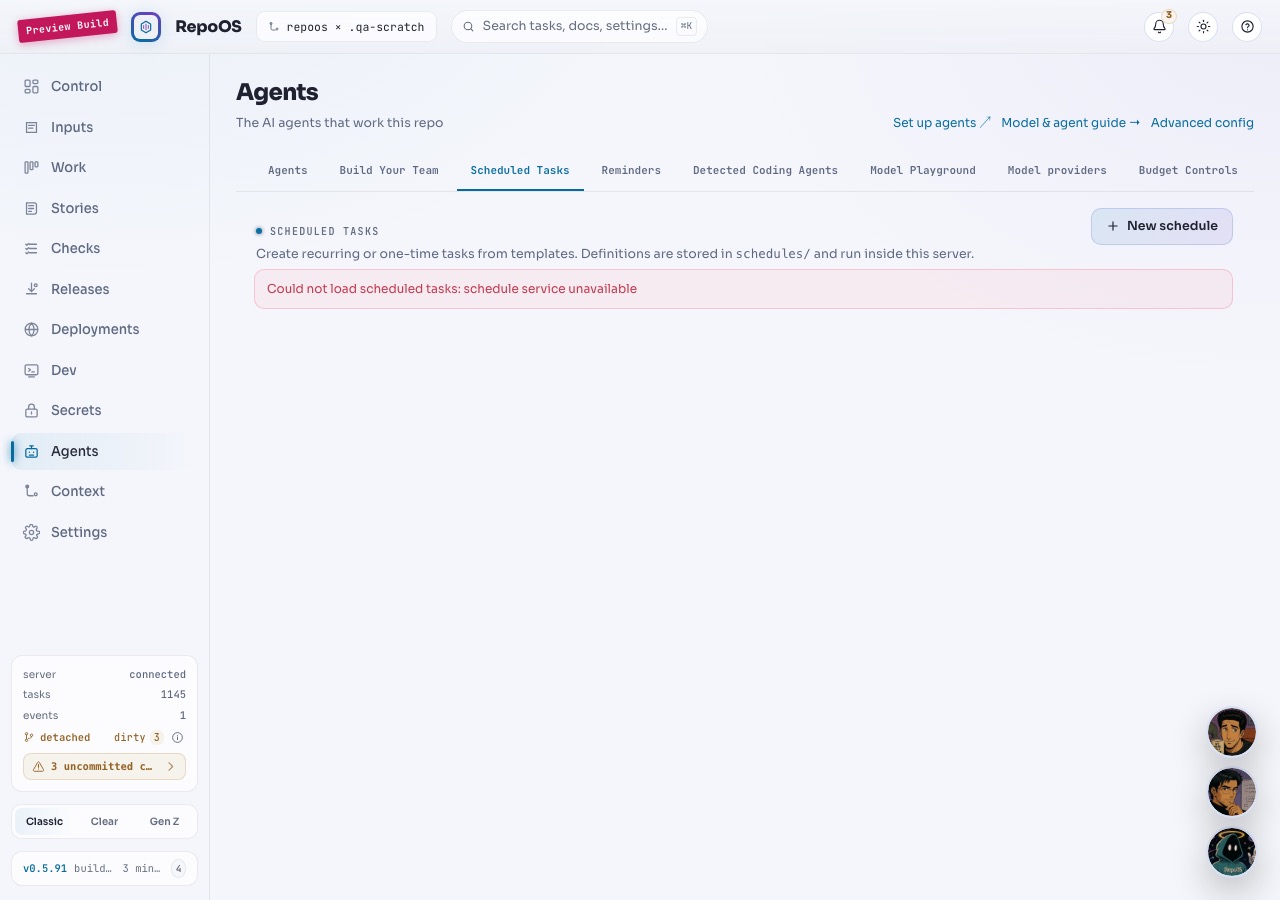 Preview Build
RepoOS
repoos × .qa-scratch
Search tasks, docs, settings...
⌘K
3
Control
Inputs
Work
Stories
Checks
Releases
Deployments
Dev
Secrets
Agents
Context
Settings
Agents
The AI agents that work this repo
Set up agents ↗ Model & agent guide → Advanced config
Agents Build Your Team Scheduled Tasks Reminders Detected Coding Agents Model Playground Model providers Budget Controls
SCHEDULED TASKS
+ New schedule
Create recurring or one-time tasks from templates. Definitions are stored in schedules/ and run inside this server.
Could not load scheduled tasks: schedule service unavailable
server connected
tasks 1145
events 1
detached dirty 3
3 uncommitted c…
Classic Clear Gen Z
v0.5.91 build… 3 min… 4
RepoOS